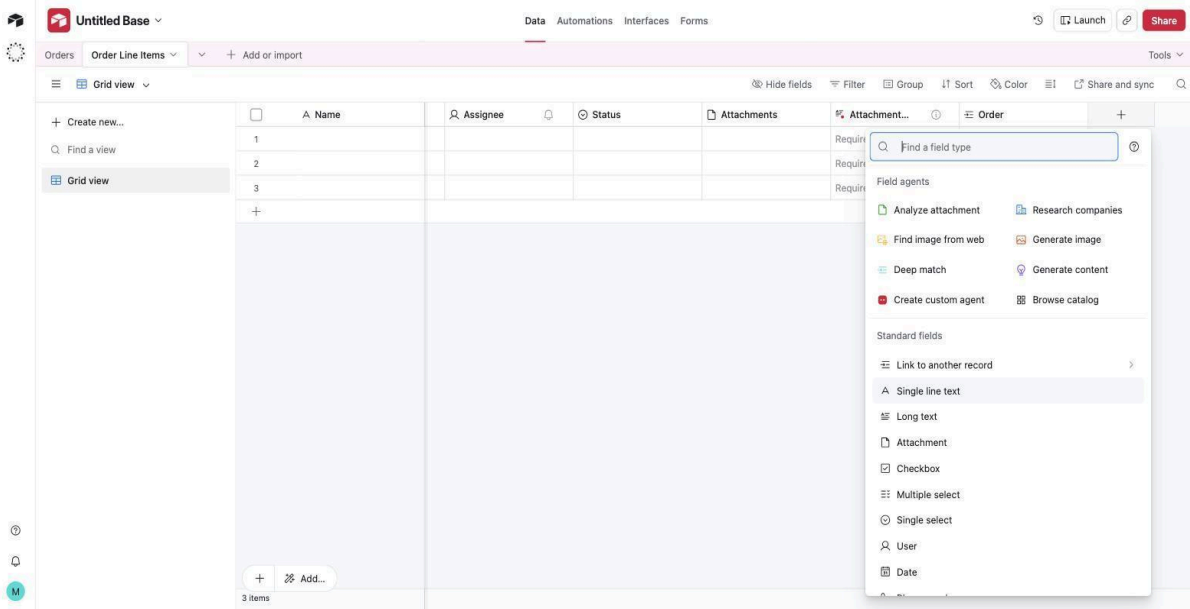 Untitled Base
Data Automations Interfaces Forms
Launch
Share
Orders
Order Line Items
Add or import
Tools
Grid view
Hide fields
Filter
Group
Sort
Color
Share and sync
Create new...
Find a view
Grid view
Name
Assignee
Status
Attachments
Attachment...
Order
1
Require
2
Require
3
Require
Find a field type
Field agents
Analyze attachment
Research companies
Find image from web
Generate image
Deep match
Generate content
Create custom agent
Browse catalog
Standard fields
Link to another record
Single line text
Long text
Attachment
Checkbox
Multiple select
Single select
User
Date
M
Add...
3 items